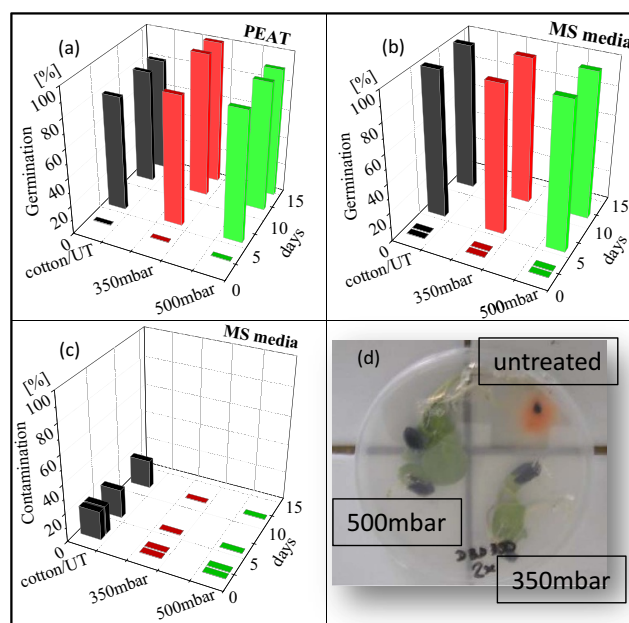 (a)
PEAT
[%]
100
80
60
40
20
0
Germination
cotton/UT
350mbar
500mbar
0
5
10
15
days
(b)
MS media
[%]
100
80
60
40
20
0
Germination
cotton/UT
350mbar
500mbar
0
5
10
15
days
(c)
MS media
[%]
100
80
60
40
20
0
Contamination
cotton/UT
350mbar
500mbar
0
5
10
15
days
(d)
untreated
500mbar
350mbar